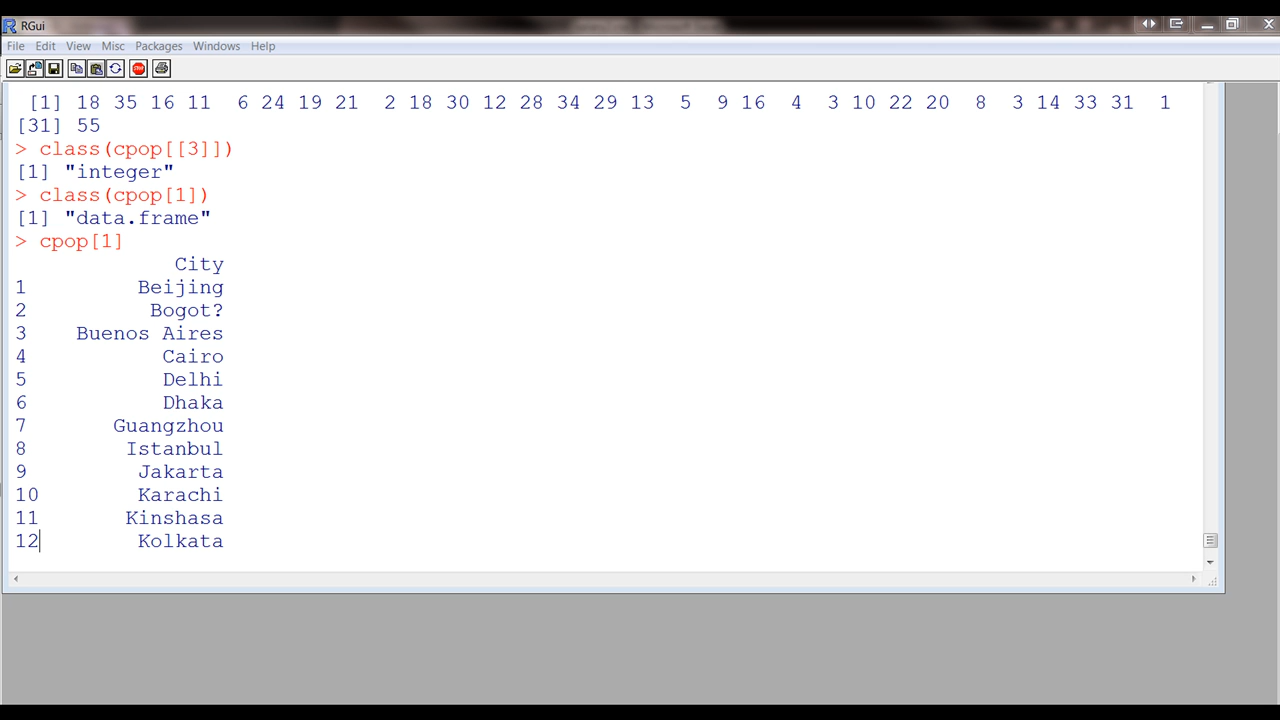 RGui
File Edit View Misc Packages Windows Help
STOP
[1] 18 35 16 11 6 24 19 21 2 18 30 12 28 34 29 13 5 9 16 4 3 10 22 20 8 3 14 33 31 1
[31] 55
> class(cpop[[3]])
[1] "integer"
> class(cpop[1])
[1] "data.frame"
> cpop[1]
City
1 Beijing
2 Bogot?
3 Buenos Aires
4 Cairo
5 Delhi
6 Dhaka
7 Guangzhou
8 Istanbul
9 Jakarta
10 Karachi
11 Kinshasa
12 Kolkata